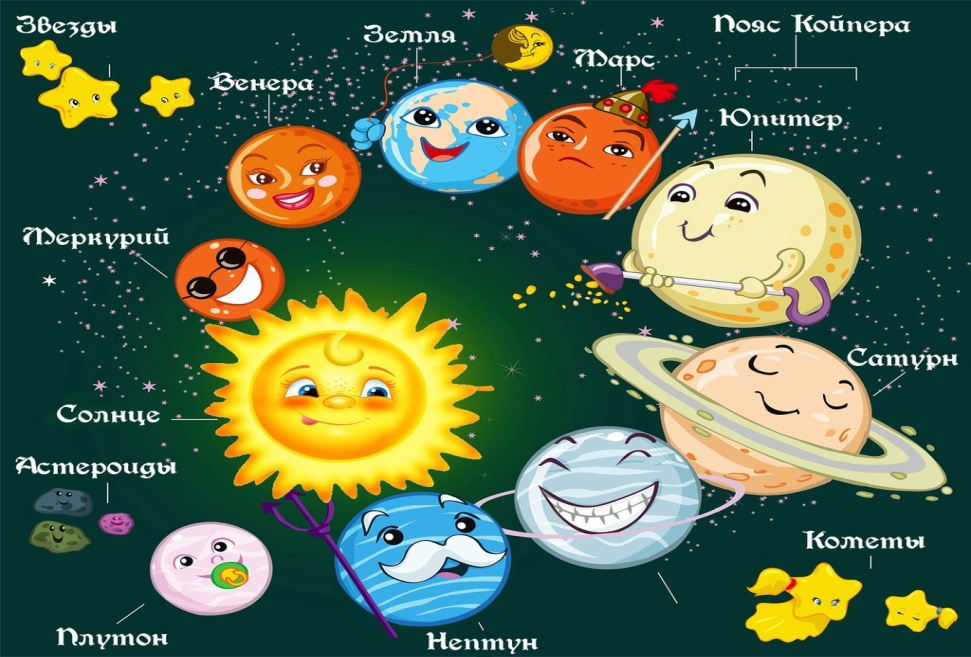 Звезды
Земля
Пояс Койпера
Марс
Венера
Юпитер
Меркурий
Сатурн
Солнце
Астероиды
Кометы
Плутон
Нептун